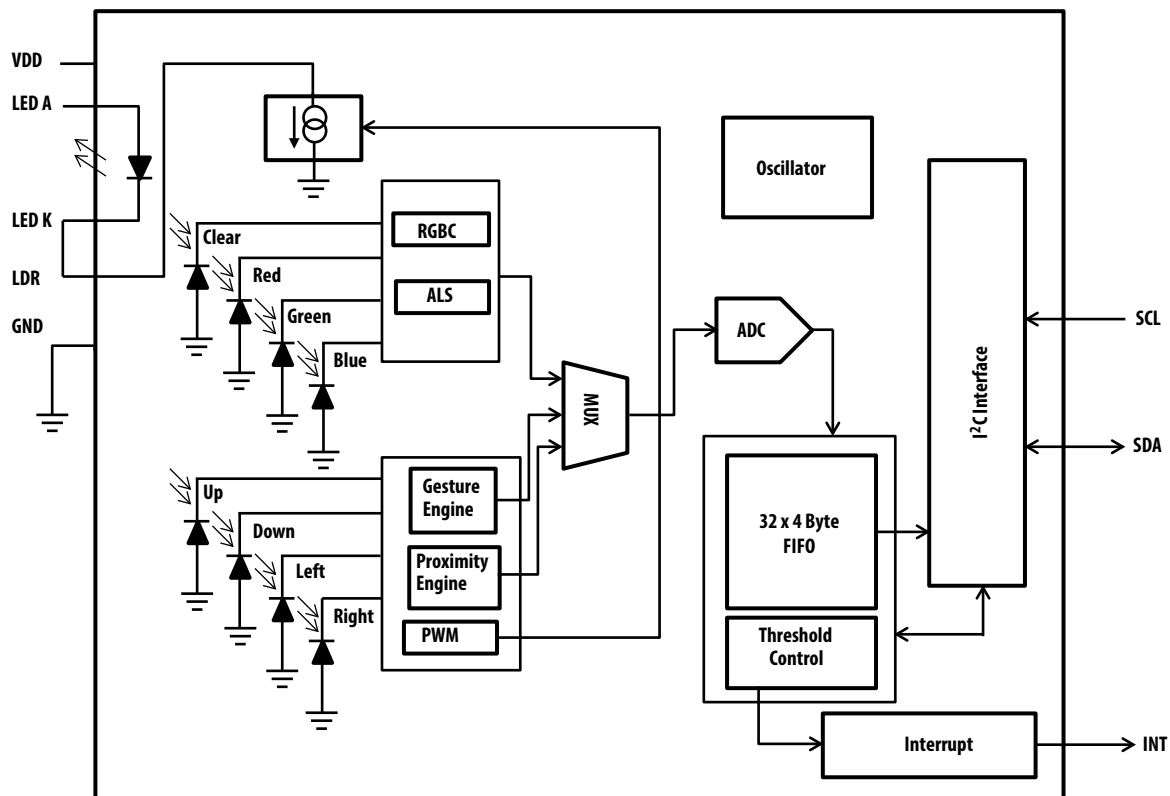 VDD
LED A
LED K
LDR
GND
Clear
Red
Green
Blue
RGBC
ALS
Oscillator
ADC
MUX
I²C Interface
SCL
SDA
Up
Down
Left
Right
Gesture
Engine
Proximity
Engine
PWM
32 x 4 Byte
FIFO
Threshold
Control
Interrupt
INT